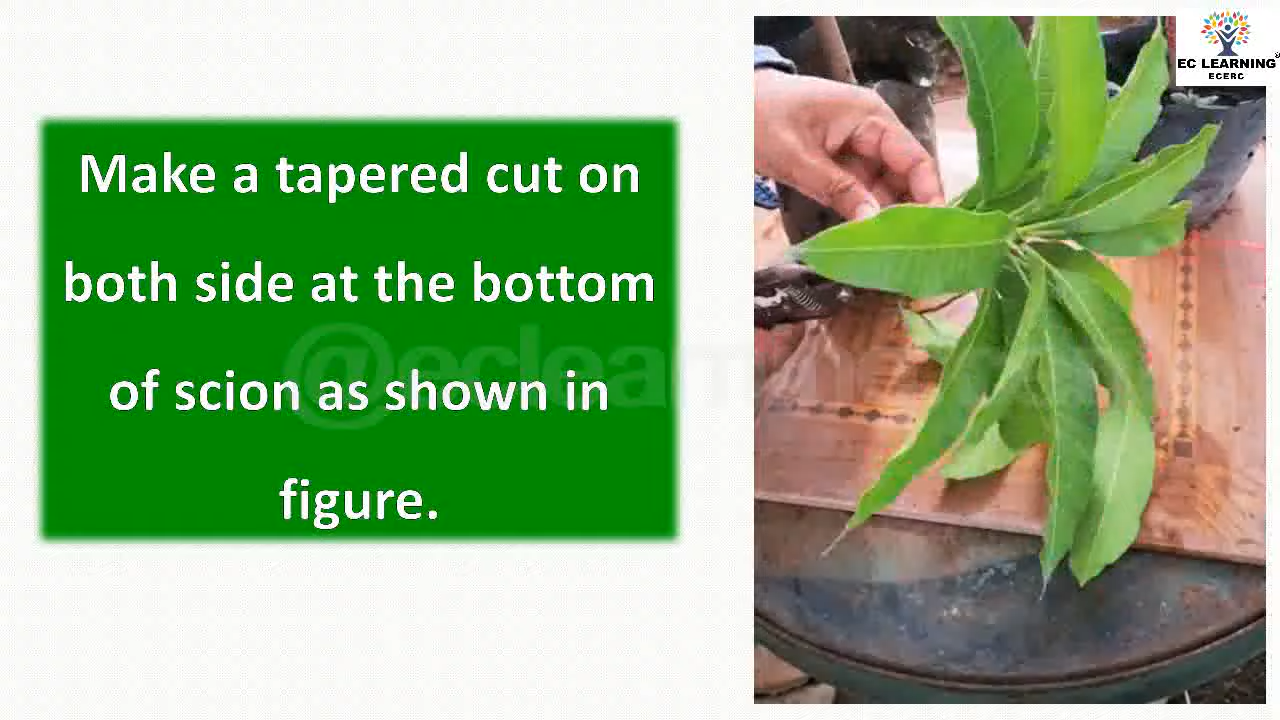 Make a tapered cut on
both side at the bottom
of scion as shown in
figure.
EC LEARNING
ECERC